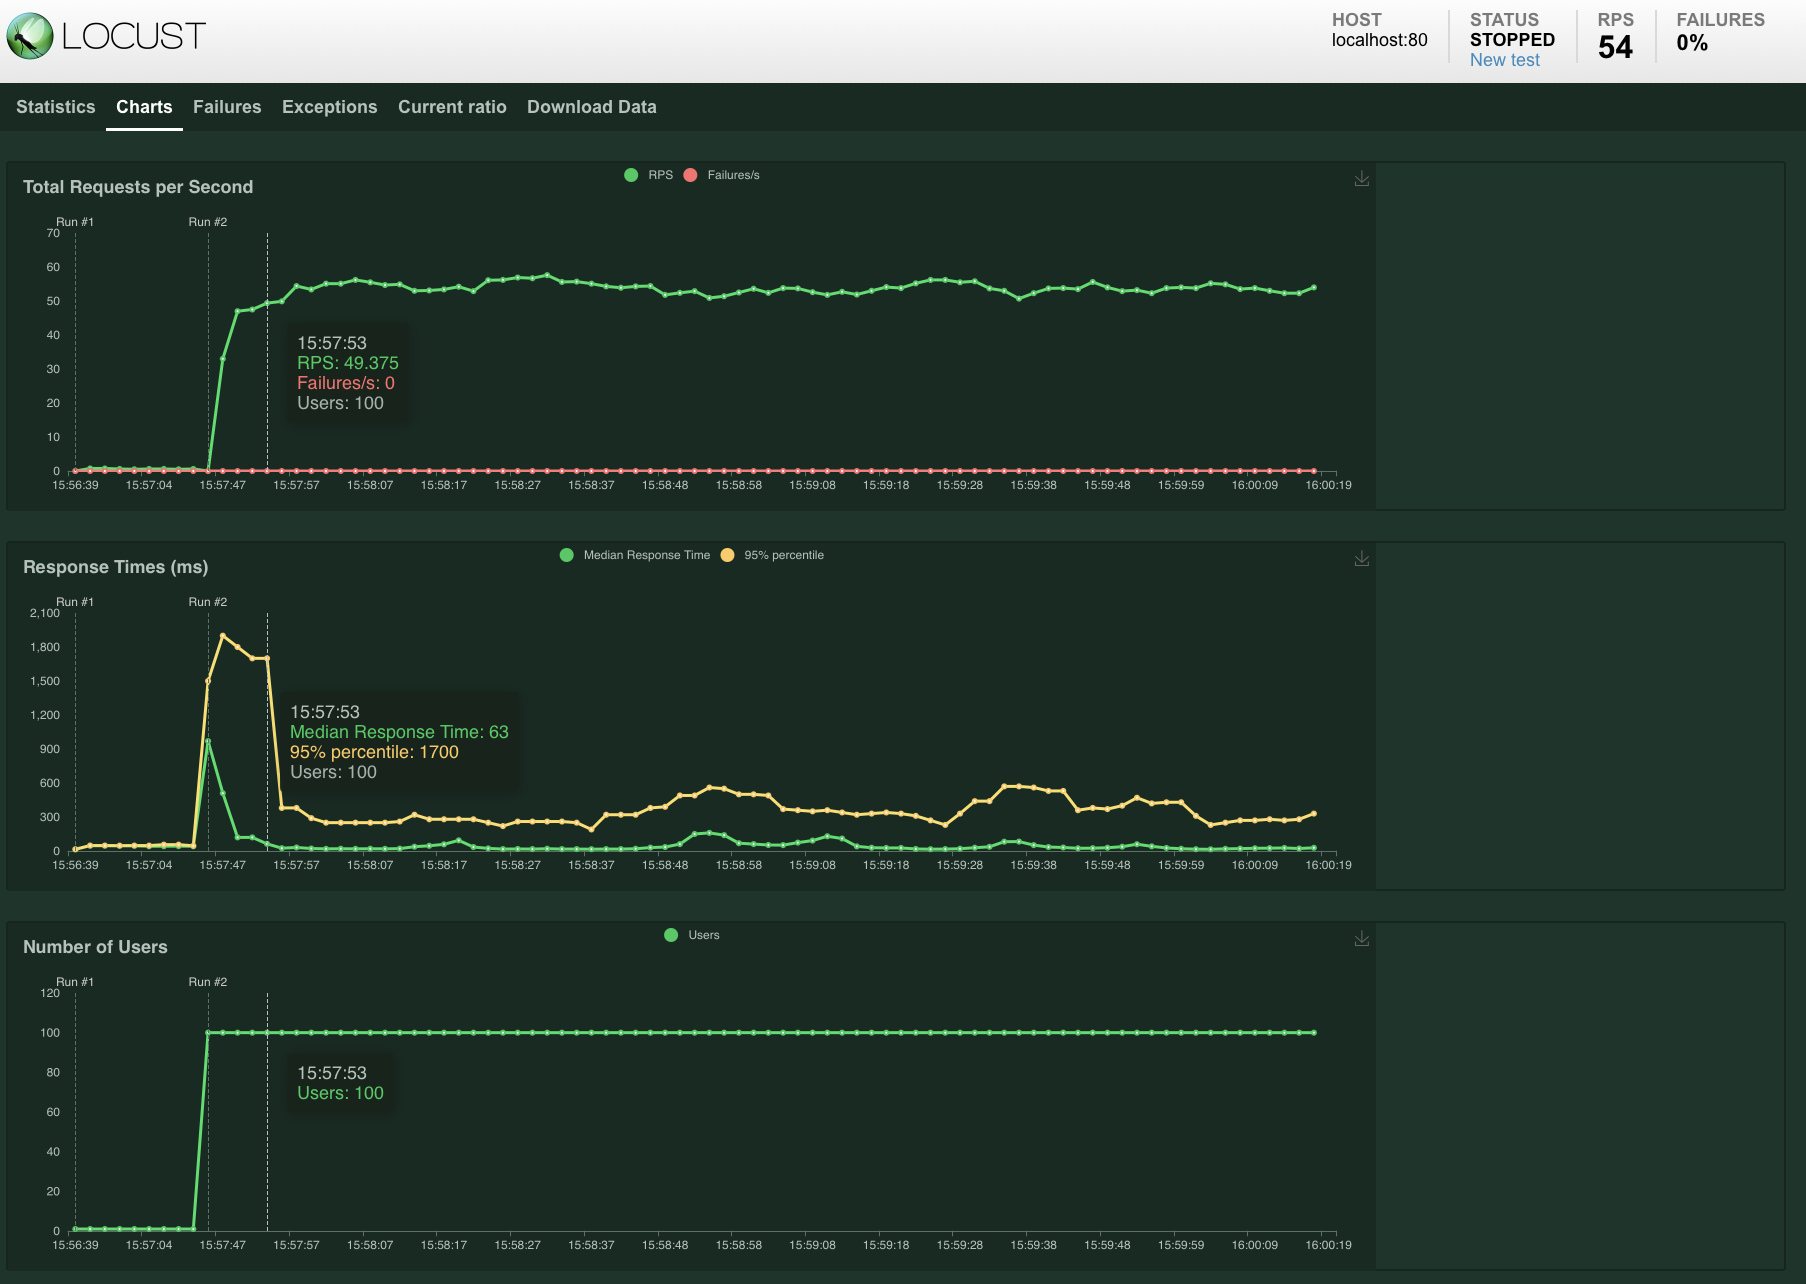 LOCUST
HOST
localhost:80
STATUS
STOPPED
New test
RPS
54
FAILURES
0%
Statistics Charts Failures Exceptions Current ratio Download Data
Total Requests per Second
RPS Failures/s
Run #1 Run #2
70
60
50
40
30
20
10
0
15:57:53
RPS: 49.375
Failures/s: 0
Users: 100
15:56:39 15:57:04 15:57:47 15:57:57 15:58:07 15:58:17 15:58:27 15:58:37 15:58:48 15:58:58 15:59:08 15:59:18 15:59:28 15:59:38 15:59:48 15:59:59 16:00:09 16:00:19
Response Times (ms)
Median Response Time 95% percentile
Run #1 Run #2
2,100
1,800
1,500
1,200
900
600
300
0
15:57:53
Median Response Time: 63
95% percentile: 1700
Users: 100
15:56:39 15:57:04 15:57:47 15:57:57 15:58:07 15:58:17 15:58:27 15:58:37 15:58:48 15:58:58 15:59:08 15:59:18 15:59:28 15:59:38 15:59:48 15:59:59 16:00:09 16:00:19
Number of Users
Users
Run #1 Run #2
120
100
80
60
40
20
0
15:57:53
Users: 100
15:56:39 15:57:04 15:57:47 15:57:57 15:58:07 15:58:17 15:58:27 15:58:37 15:58:48 15:58:58 15:59:08 15:59:18 15:59:28 15:59:38 15:59:48 15:59:59 16:00:09 16:00:19